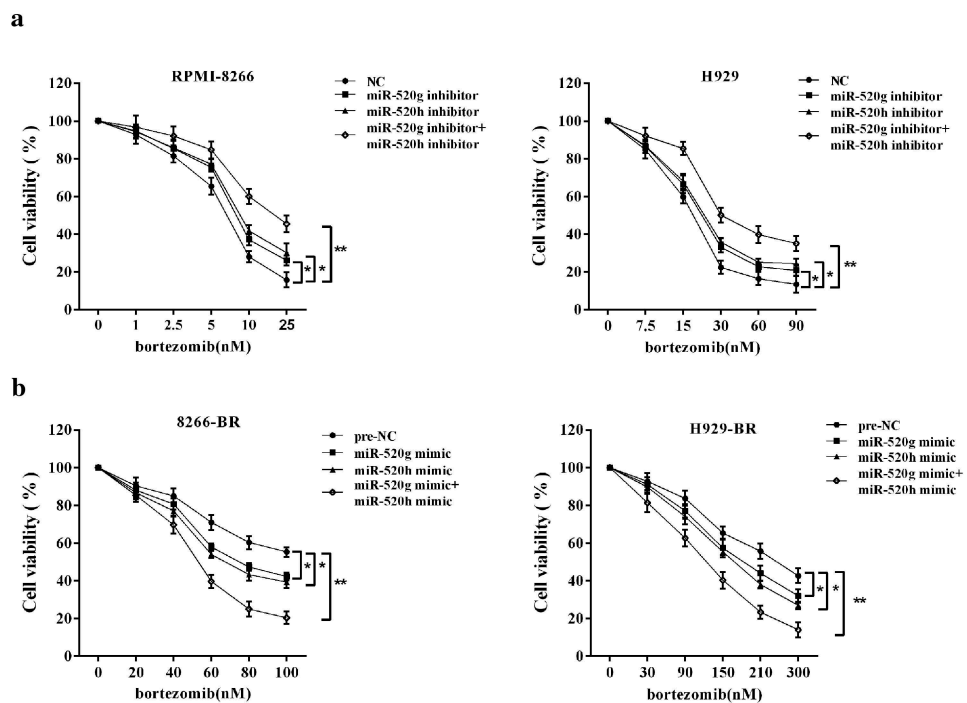 a
RPMI-8266
NC
miR-520g inhibitor
miR-520h inhibitor
miR-520g inhibitor+
miR-520h inhibitor
Cell viability ( % )
120
100
80
60
40
20
0
* * **
0 1 2.5 5 10 25
bortezomib(nM)
H929
NC
miR-520g inhibitor
miR-520h inhibitor
miR-520g inhibitor+
miR-520h inhibitor
Cell viability ( % )
120
100
80
60
40
20
0
* * **
0 7.5 15 30 60 90
bortezomib(nM)
b
8266-BR
pre-NC
miR-520g mimic
miR-520h mimic
miR-520g mimic+
miR-520h mimic
Cell viability ( % )
120
100
80
60
40
20
0
* * **
0 20 40 60 80 100
bortezomib(nM)
H929-BR
pre-NC
miR-520g mimic
miR-520h mimic
miR-520g mimic+
miR-520h mimic
Cell viability ( % )
120
100
80
60
40
20
0
* * **
0 30 90 150 210 300
bortezomib(nM)